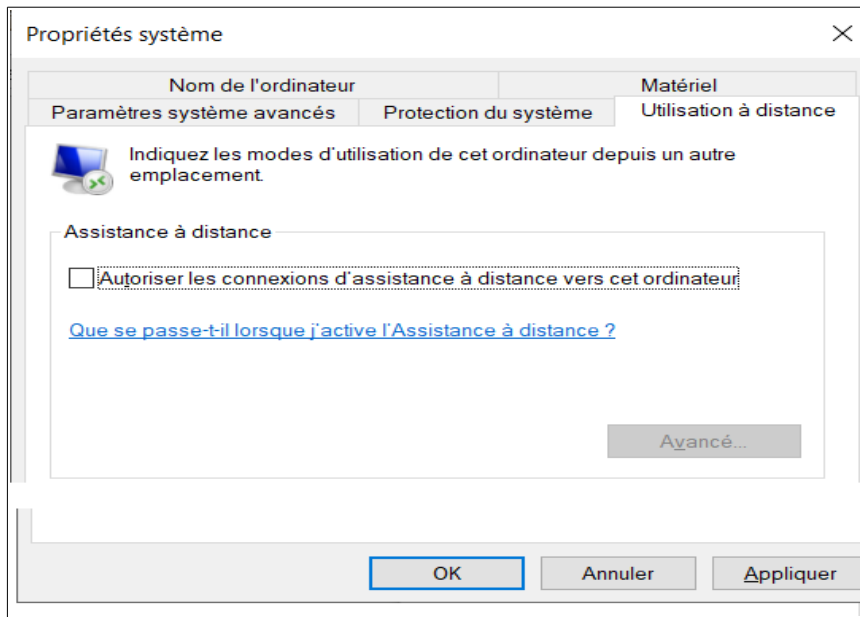 Propriétés système
Nom de l'ordinateur
Matériel
Paramètres système avancés
Protection du système
Utilisation à distance
Indiquez les modes d'utilisation de cet ordinateur depuis un autre
emplacement.
Assistance à distance
Autoriser les connexions d'assistance à distance vers cet ordinateur
Que se passe-t-il lorsque j'active l'Assistance à distance ?
Avancé...
OK
Annuler
Appliquer